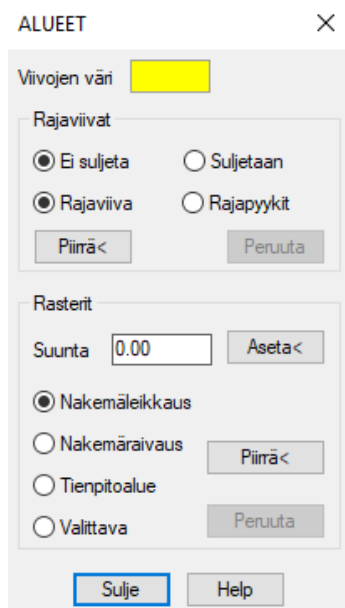 ALUEET
Viivojen väri
Rajaviivat
Ei suljeta Suljetaan
Rajaviiva Rajapyykit
Piirrä< Peruuta
Rasterit
Suunta 0.00 Aseta<
Nakemäleikkaus
Nakemäraivaus
Piirrä<
Tienpitoalue
Valittava Peruuta
Sulje Help